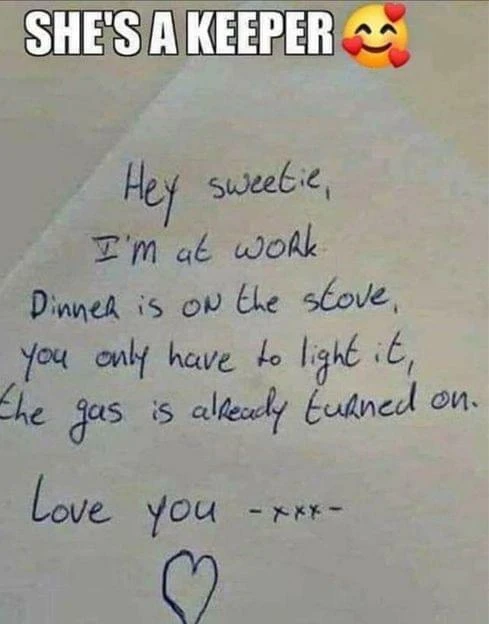 SHE'S A KEEPER
Hey sweetie,
I'm at work
Dinner is on the stove,
you only have to light it,
the gas is already turned on.
Love you -xxx-